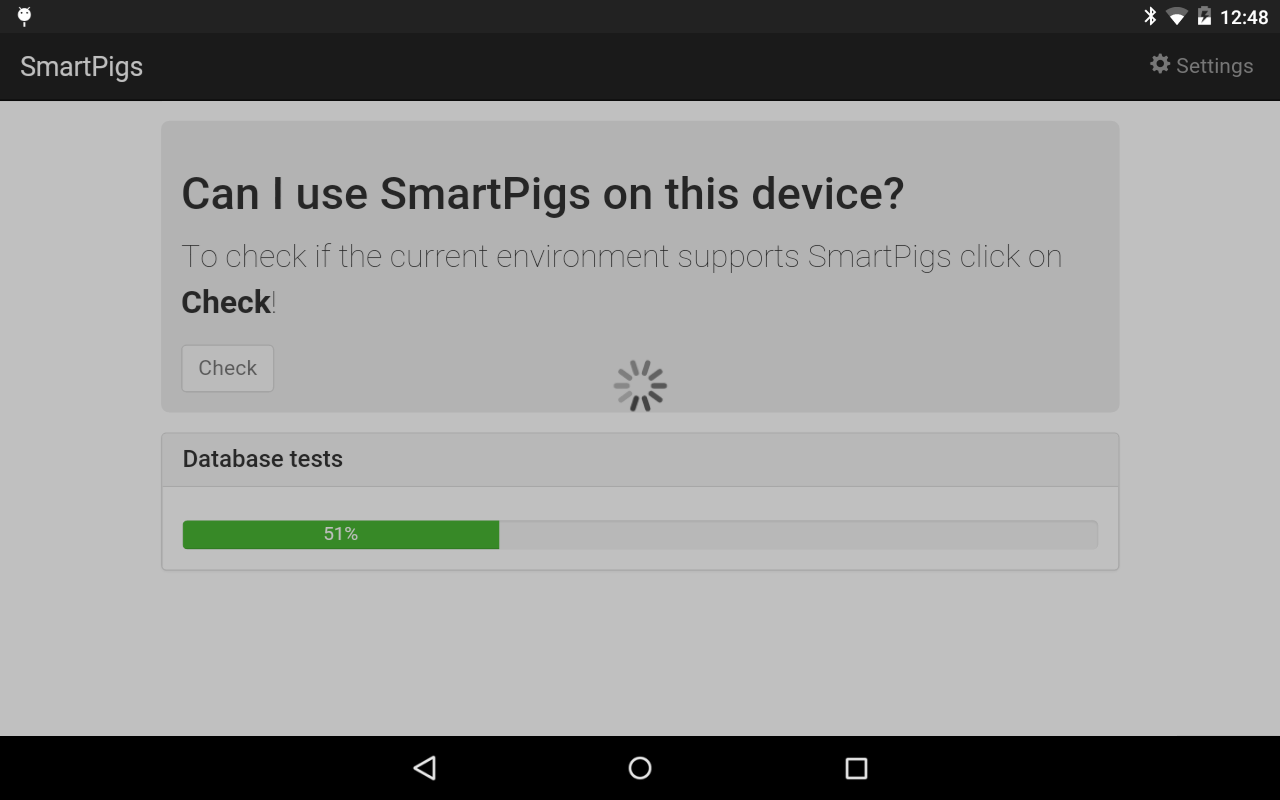 12:48
SmartPigs
Settings
Can I use SmartPigs on this device?
To check if the current environment supports SmartPigs click on
Check!
Check
Database tests
51%